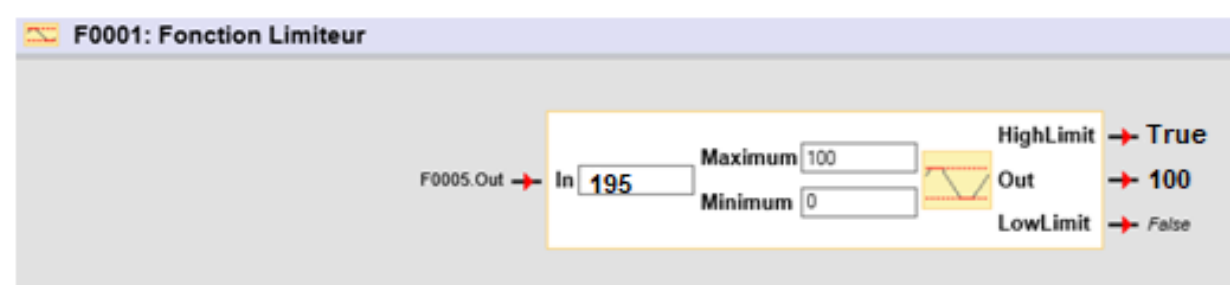 F0001: Fonction Limiteur
HighLimit True
Maximum 100
F0005.Out In 195 Out 100
Minimum 0
LowLimit False